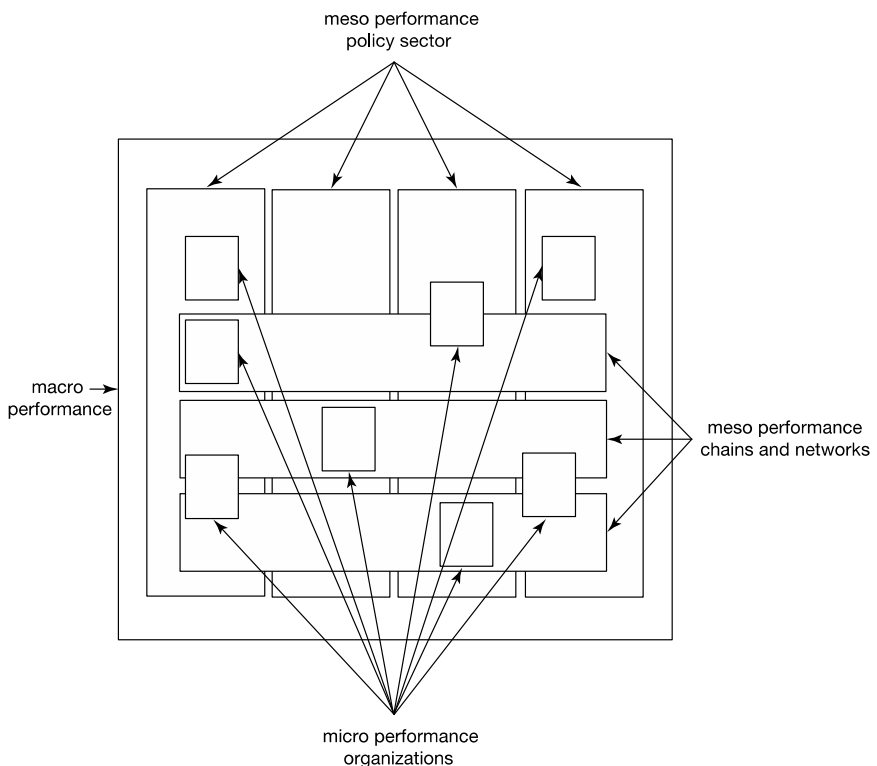 meso performance
policy sector
macro
performance
meso performance
chains and networks
micro performance
organizations